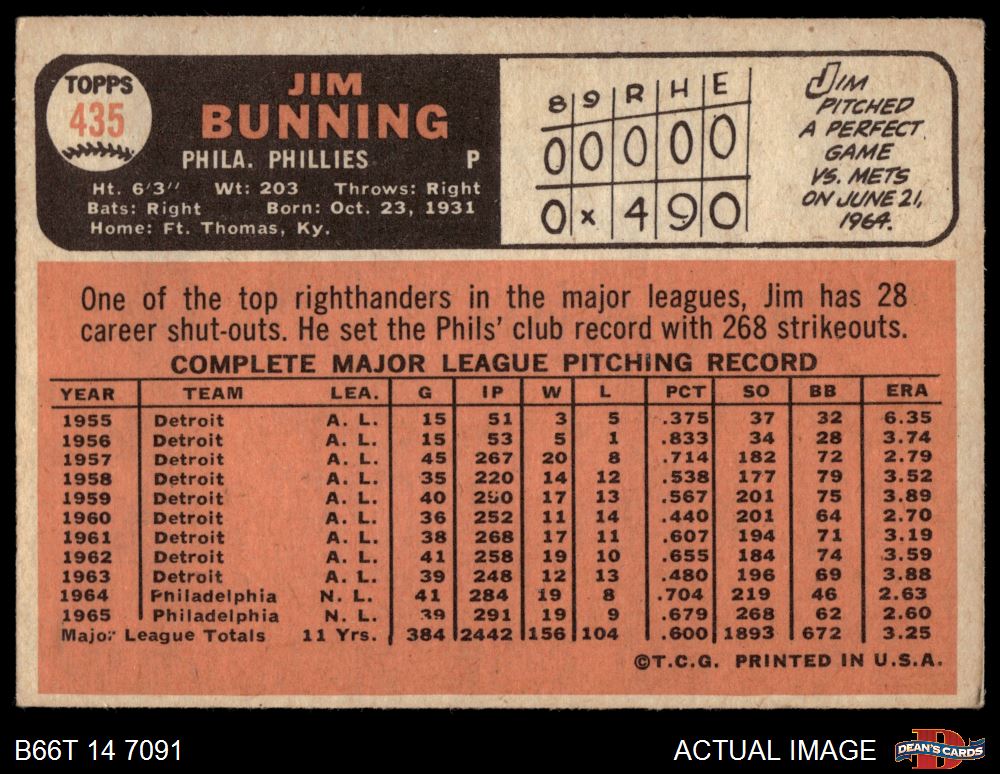 TOPPS
435
JIM
BUNNING
PHILA. PHILLIES P
Ht. 6'3" Wt: 203 Throws: Right
Bats: Right Born: Oct. 23, 1931
Home: Ft. Thomas, Ky.
8 9 R H E
0 0 0 0 0
0 x 4 9 0
JIM
PITCHED
A PERFECT
GAME
VS. METS
ON JUNE 21,
1964.
One of the top righthanders in the major leagues, Jim has 28
career shut-outs. He set the Phils' club record with 268 strikeouts.
COMPLETE MAJOR LEAGUE PITCHING RECORD
YEAR TEAM LEA. G IP W L PCT SO BB ERA
1955 Detroit A. L. 15 51 3 5 .375 37 32 6.35
1956 Detroit A. L. 15 53 5 1 .833 34 28 3.74
1957 Detroit A. L. 45 267 20 8 .714 182 72 2.79
1958 Detroit A. L. 35 220 14 12 .538 177 79 3.52
1959 Detroit A. L. 40 250 17 13 .567 201 75 3.89
1960 Detroit A. L. 36 252 11 14 .440 201 64 2.70
1961 Detroit A. L. 38 268 17 11 .607 194 71 3.19
1962 Detroit A. L. 41 258 19 10 .655 184 74 3.59
1963 Detroit A. L. 39 248 12 13 .480 196 69 3.88
1964 Philadelphia N. L. 41 284 19 8 .704 219 46 2.63
1965 Philadelphia N. L. 39 291 19 9 .679 268 62 2.60
Major League Totals 11 Yrs. 384 2442 156 104 .600 1893 672 3.25
©T.C.G. PRINTED IN U.S.A.
B66T 14 7091 ACTUAL IMAGE
D
DEAN'S CARDS